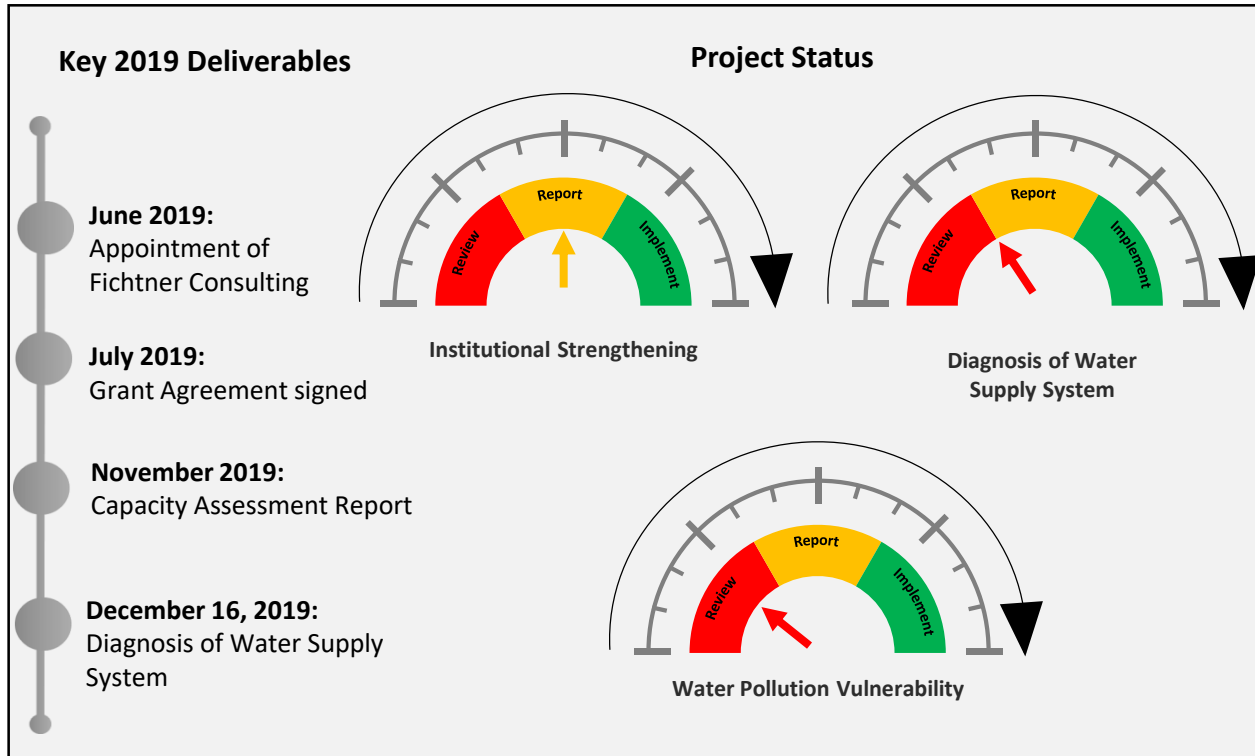 Key 2019 Deliverables
June 2019:
Appointment of
Fichtner Consulting
July 2019:
Grant Agreement signed
November 2019:
Capacity Assessment Report
December 16, 2019:
Diagnosis of Water Supply
System
Project Status
Review
Report
Implement
Institutional Strengthening
Review
Report
Implement
Diagnosis of Water
Supply System
Review
Report
Implement
Water Pollution Vulnerability